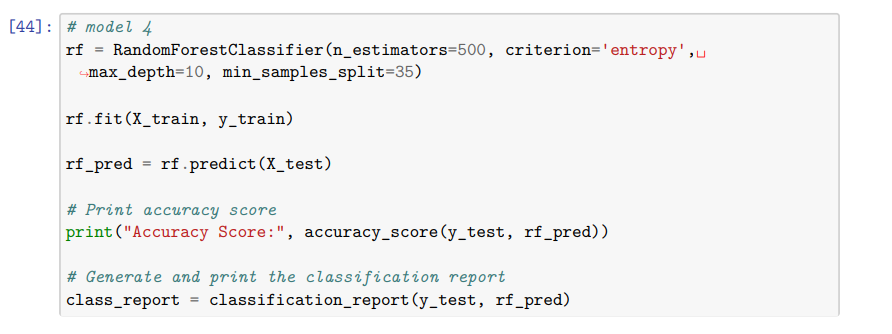 [44]: # model 4
rf = RandomForestClassifier(n_estimators=500, criterion='entropy',␣
↪max_depth=10, min_samples_split=35)
rf.fit(X_train, y_train)
rf_pred = rf.predict(X_test)
# Print accuracy score
print("Accuracy Score:", accuracy_score(y_test, rf_pred))
# Generate and print the classification report
class_report = classification_report(y_test, rf_pred)